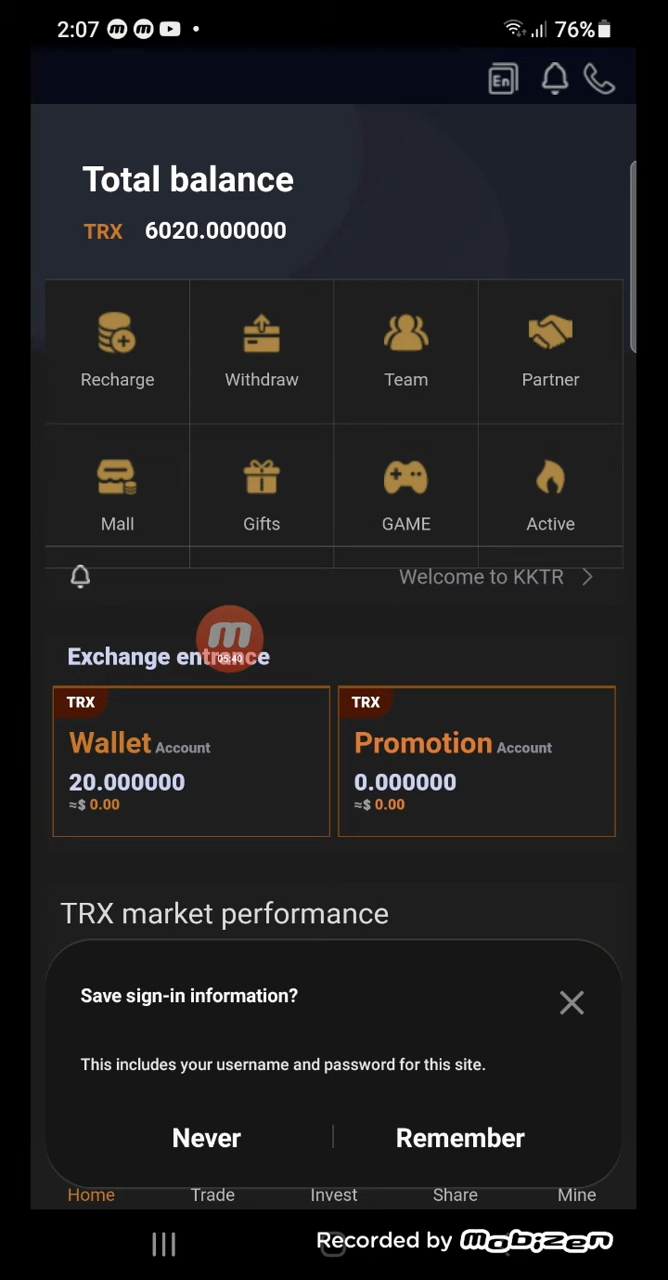 2:07 76%
En
Total balance
TRX 6020.000000
Recharge Withdraw Team Partner
Mall Gifts GAME Active
Welcome to KKTR
m
05:40
Exchange entrance
TRX TRX
Wallet Account Promotion Account
20.000000 0.000000
≈$ 0.00 ≈$ 0.00
TRX market performance
Save sign-in information?
This includes your username and password for this site.
Never Remember
Home Trade Invest Share Mine
Recorded by mobizen